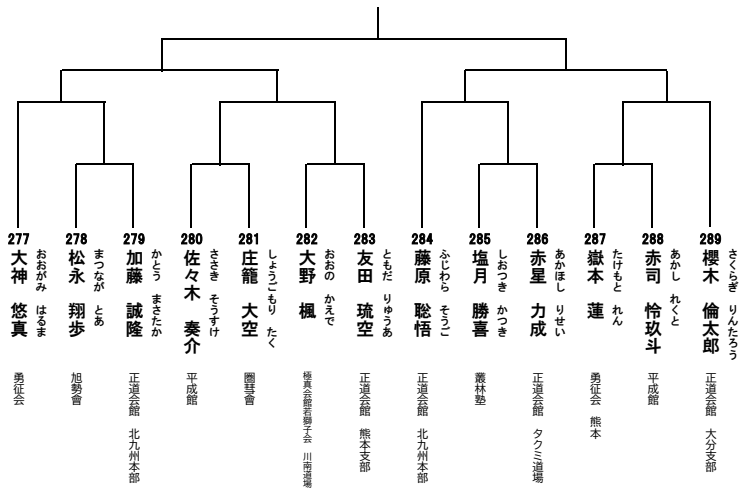 277
大神 悠真
おおがみ はるま
勇征会
278
松永 翔歩
まつなが とあ
旭勢會
279
加藤 誠隆
かとう まさたか
正道会館 北九州本部
280
佐々木 奏介
ささき そうすけ
平成館
281
庄籠 大空
しょうごもり たく
圏彗會
282
大野 楓
おおの かえで
極真会館若獅子会 川南道場
283
友田 琉空
ともだ りゅうあ
正道会館 熊本支部
284
藤原 聡悟
ふじわら そうご
正道会館 北九州本部
285
塩月 勝喜
しおつき かつき
叢林塾
286
赤星 力成
あかほし りせい
正道会館 タクミ道場
287
嶽本 蓮
たけもと れん
勇征会 熊本
288
赤司 怜玖斗
あかし れくと
平成館
289
櫻木 倫太郎
さくらぎ りんたろう
正道会館 大分支部